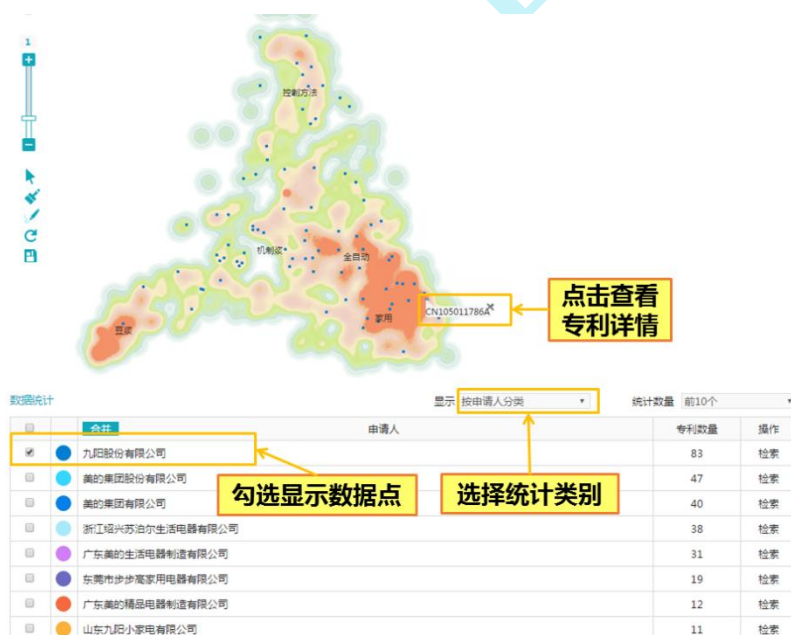 1
控制方法
机制浆
全自动
家用
豆浆
CN105011786A
点击查看
专利详情
数据统计
显示 按申请人分类
统计数量 前10个
合并 申请人 专利数量 操作
九阳股份有限公司 83 检索
美的集团股份有限公司 47 检索
美的集团有限公司 40 检索
浙江绍兴苏泊尔生活电器有限公司 38 检索
广东美的生活电器制造有限公司 31 检索
东莞市步步高家用电器有限公司 19 检索
广东美的精品电器制造有限公司 12 检索
山东九阳小家电有限公司 11 检索
勾选显示数据点
选择统计类别